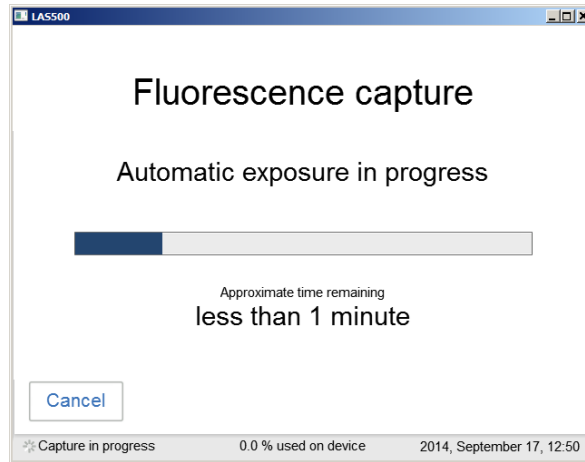 LAS500
Fluorescence capture
Automatic exposure in progress
Approximate time remaining
less than 1 minute
Cancel
Capture in progress 0.0 % used on device 2014, September 17, 12:50